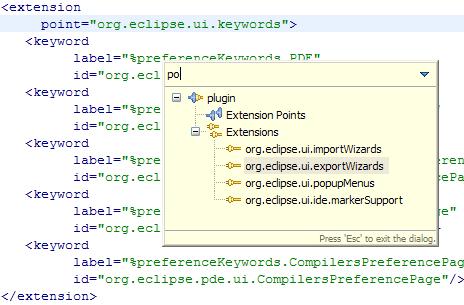 <extension
point="org.eclipse.ui.keywords">
<keyword
label="%preferenceKeywords.PDE"
id="org.ecl
<keyword
label="%p
id="org.ecl
<keyword
label="%p
id="org.ecl
<keyword
label="%p
id="org.ecl
<keyword
label="%preferenceKeywords.CompilersPreferencePage"
id="org.eclipse.pde.ui.CompilersPreferencePage"/>
</extension>
po
plugin
Extension Points
Extensions
org.eclipse.ui.importWizards
org.eclipse.ui.exportWizards
org.eclipse.ui.popupMenus
org.eclipse.ui.ide.markerSupport
Press 'Esc' to exit the dialog.